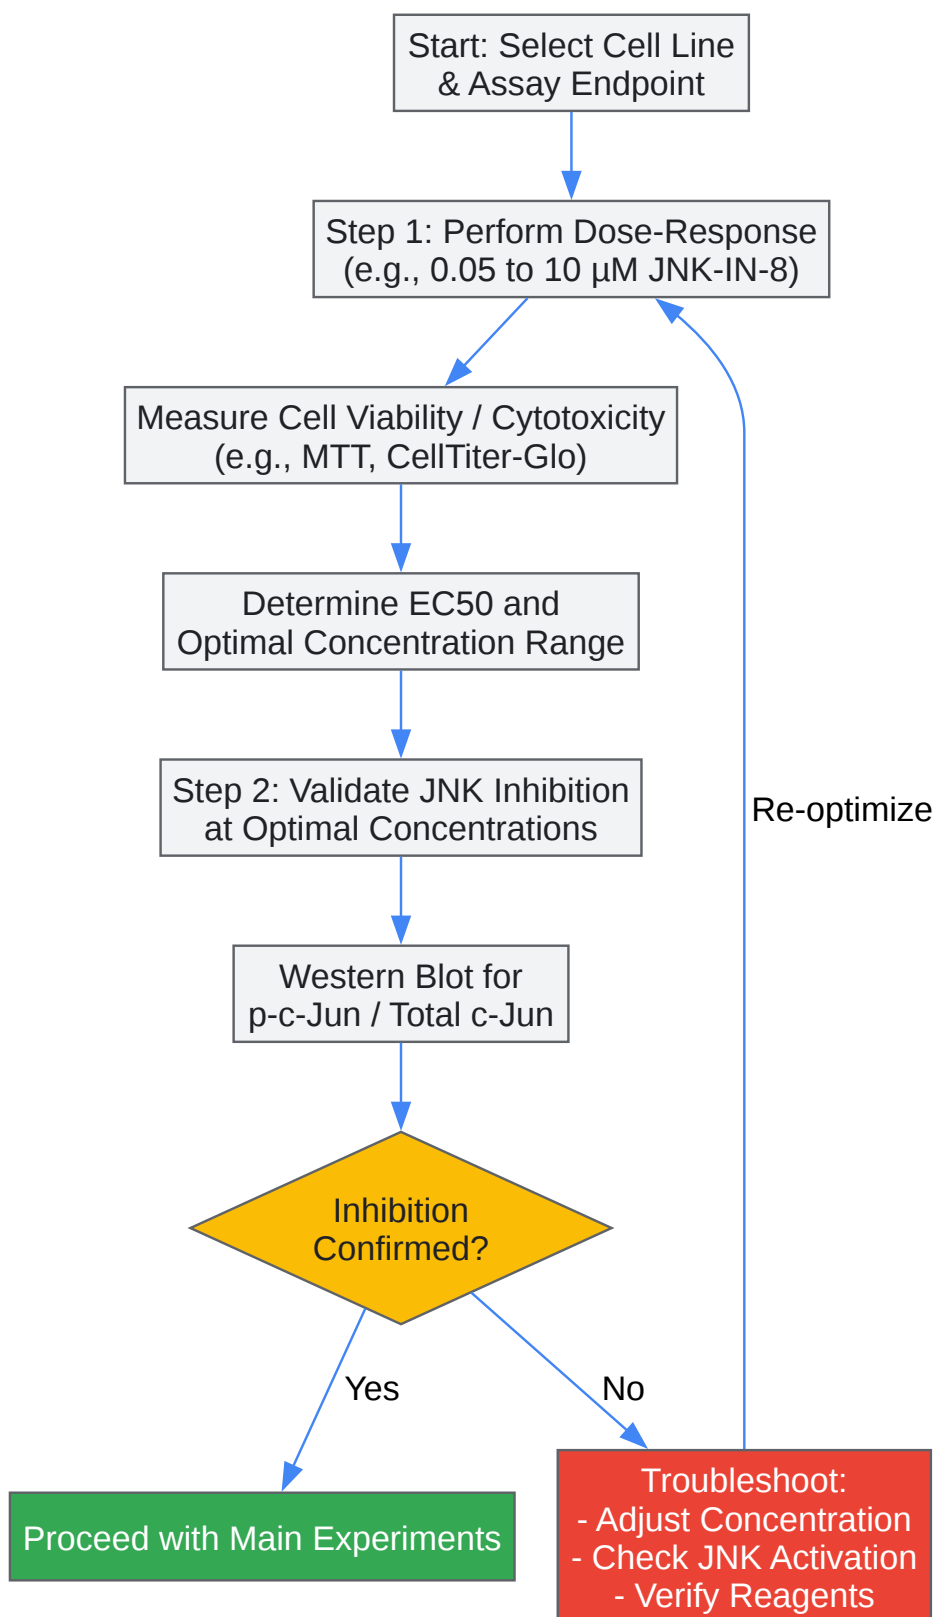 Start: Select Cell Line
& Assay Endpoint
Step 1: Perform Dose-Response
(e.g., 0.05 to 10 µM JNK-IN-8)
Measure Cell Viability / Cytotoxicity
(e.g., MTT, CellTiter-Glo)
Determine EC50 and
Optimal Concentration Range
Step 2: Validate JNK Inhibition
at Optimal Concentrations
Re-optimize
Western Blot for
p-c-Jun / Total c-Jun
Inhibition
Confirmed?
Yes
No
Proceed with Main Experiments
Troubleshoot:
- Adjust Concentration
- Check JNK Activation
- Verify Reagents